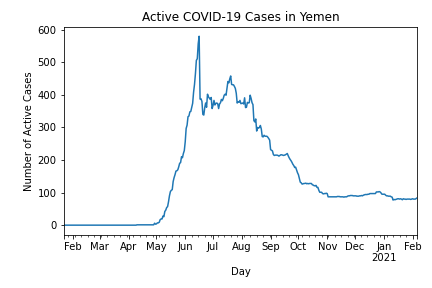 Active COVID-19 Cases in Yemen
600
500
400
300
200
100
0
Number of Active Cases
Feb Mar Apr May Jun Jul Aug Sep Oct Nov Dec Jan Feb
2021
Day